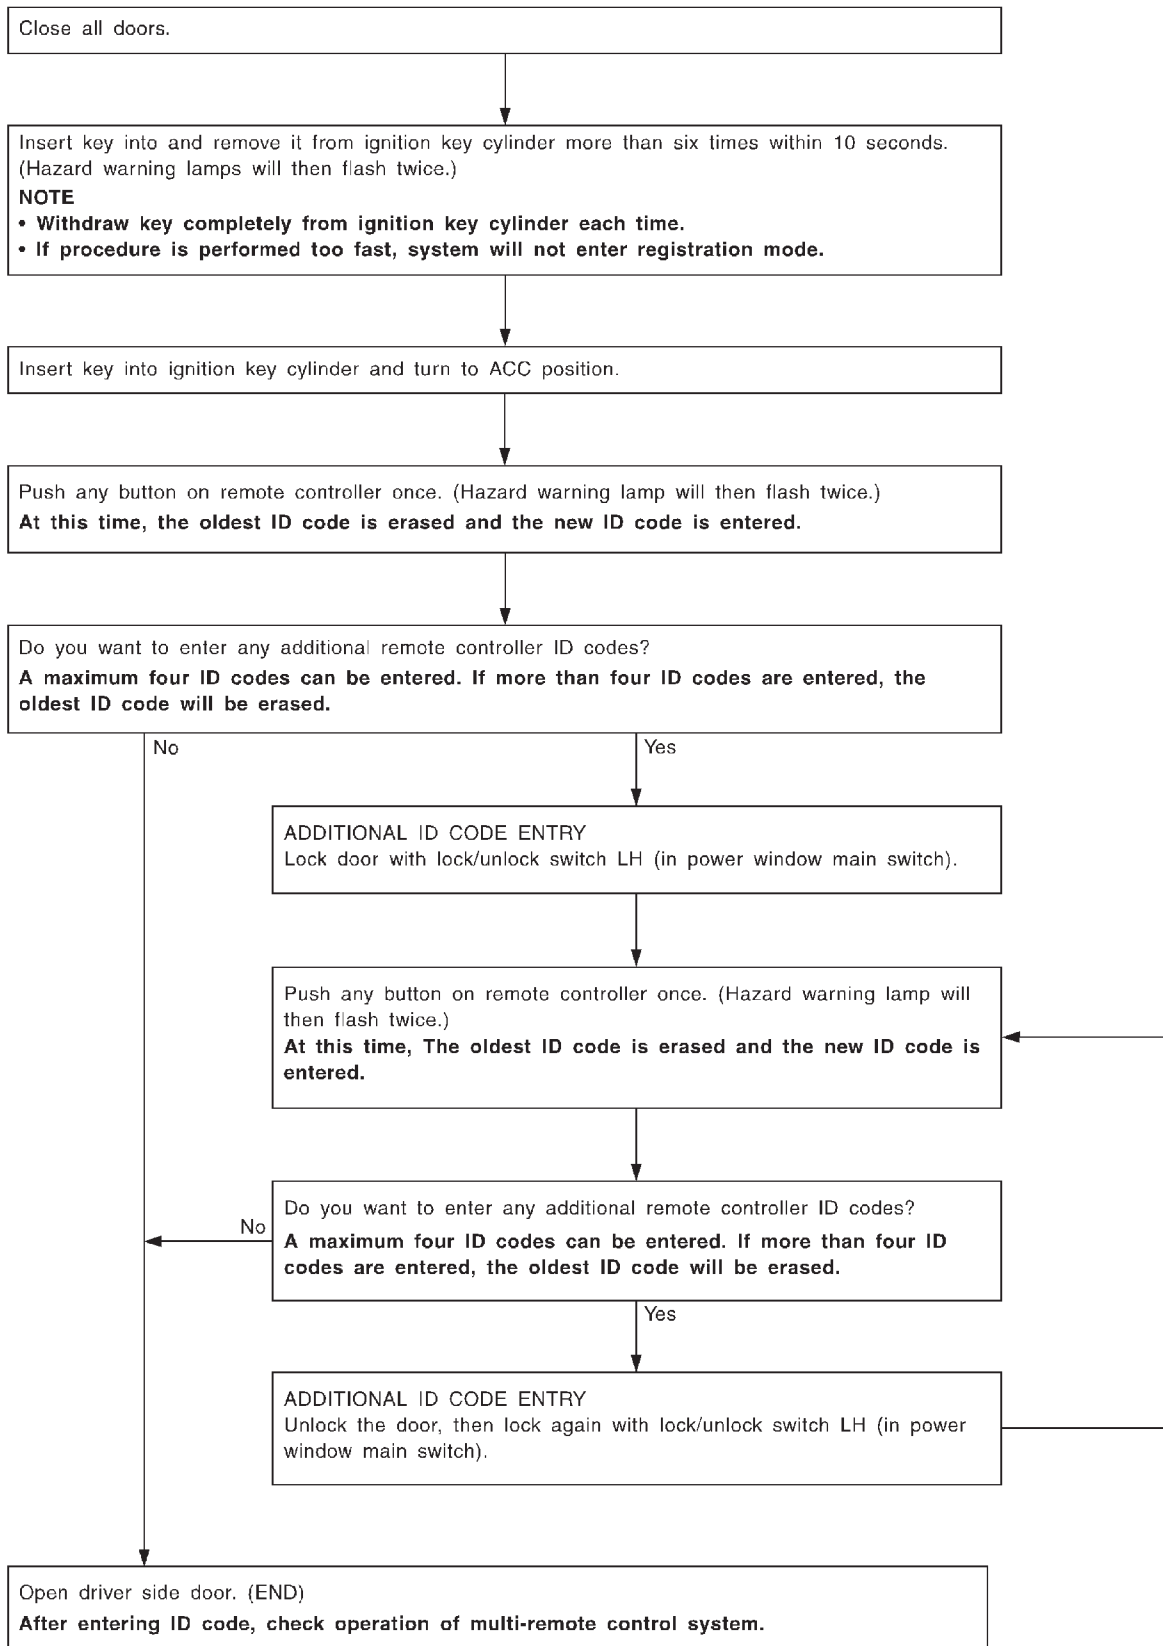 Close all doors.
Insert key into and remove it from ignition key cylinder more than six times within 10 seconds.
(Hazard warning lamps will then flash twice.)
NOTE
• Withdraw key completely from ignition key cylinder each time.
• If procedure is performed too fast, system will not enter registration mode.
Insert key into ignition key cylinder and turn to ACC position.
Push any button on remote controller once. (Hazard warning lamp will then flash twice.)
At this time, the oldest ID code is erased and the new ID code is entered.
Do you want to enter any additional remote controller ID codes?
A maximum four ID codes can be entered. If more than four ID codes are entered, the
oldest ID code will be erased.
No
Yes
ADDITIONAL ID CODE ENTRY
Lock door with lock/unlock switch LH (in power window main switch).
Push any button on remote controller once. (Hazard warning lamp will
then flash twice.)
At this time, The oldest ID code is erased and the new ID code is
entered.
Do you want to enter any additional remote controller ID codes?
No
A maximum four ID codes can be entered. If more than four ID
codes are entered, the oldest ID code will be erased.
Yes
ADDITIONAL ID CODE ENTRY
Unlock the door, then lock again with lock/unlock switch LH (in power
window main switch).
Open driver side door. (END)
After entering ID code, check operation of multi-remote control system.